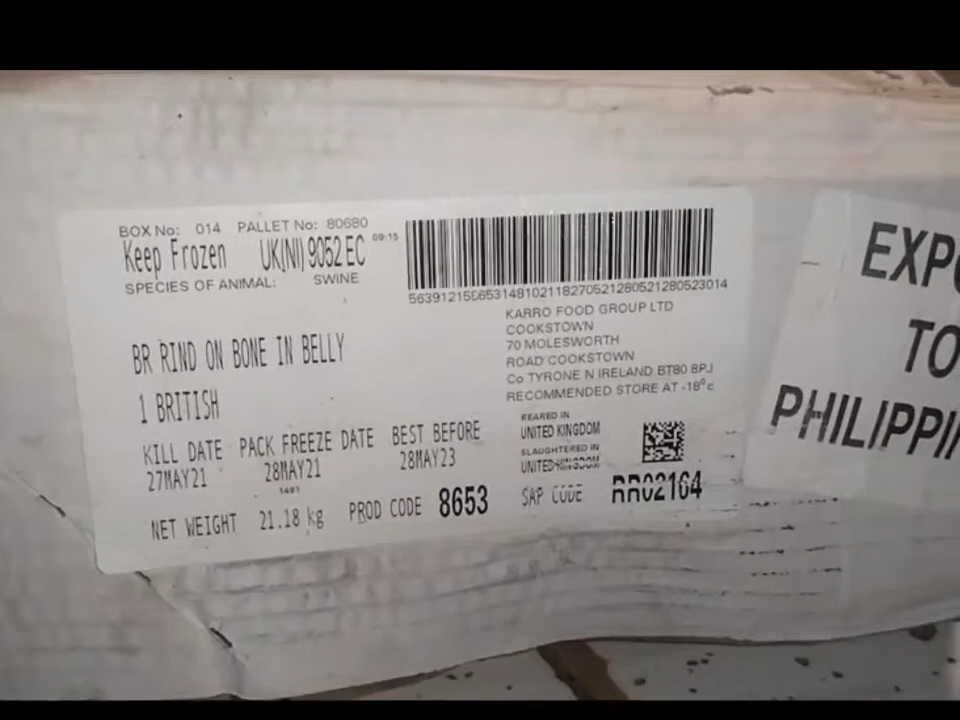 BOX No: 014 PALLET No: 80680
Keep Frozen UK(NI) 9052 EC 09:15
SPECIES OF ANIMAL: SWINE
BR RIND ON BONE IN BELLY
1 BRITISH
KILL DATE PACK FREEZE DATE BEST BEFORE
27MAY21 28MAY21 28MAY23
1491
NET WEIGHT 21.18 kg PROD CODE 8653
KARRO FOOD GROUP LTD
COOKSTOWN
70 MOLESWORTH
ROAD COOKSTOWN
Co TYRONE N IRELAND BT80 8PJ
RECOMMENDED STORE AT -18°c
REARED IN
UNITED KINGDOM
SLAUGHTERED IN
UNITED KINGDOM
SAP CODE RR02164
EXPO
TO
PHILIPPIN